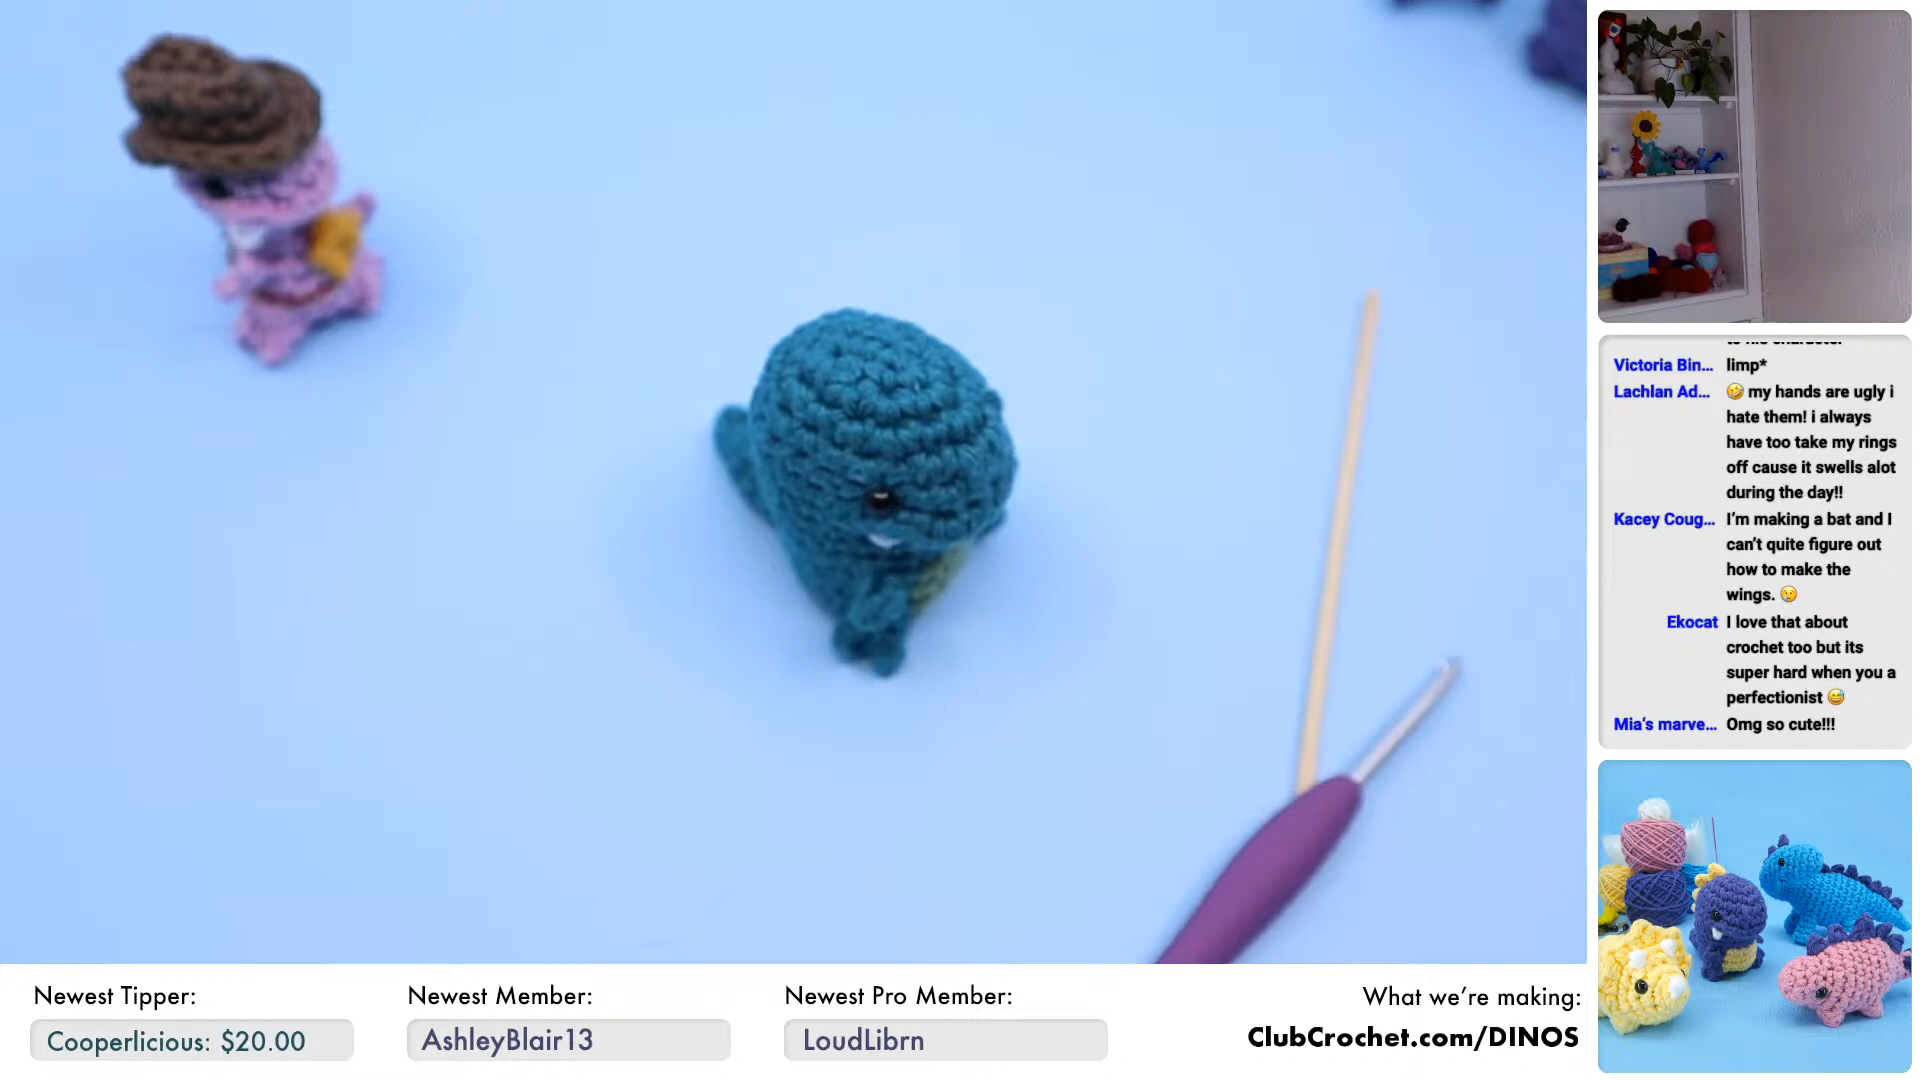 Victoria Bin... limp*
Lachlan Ad... 🤣 my hands are ugly i
hate them! i always
have too take my rings
off cause it swells alot
during the day!!
Kacey Coug... I'm making a bat and I
can't quite figure out
how to make the
wings. 😢
Ekocat I love that about
crochet too but its
super hard when you a
perfectionist 😅
Mia's marve... Omg so cute!!!
Newest Tipper:
Cooperlicious: $20.00
Newest Member:
AshleyBlair13
Newest Pro Member:
LoudLibrn
What we're making:
ClubCrochet.com/DINOS